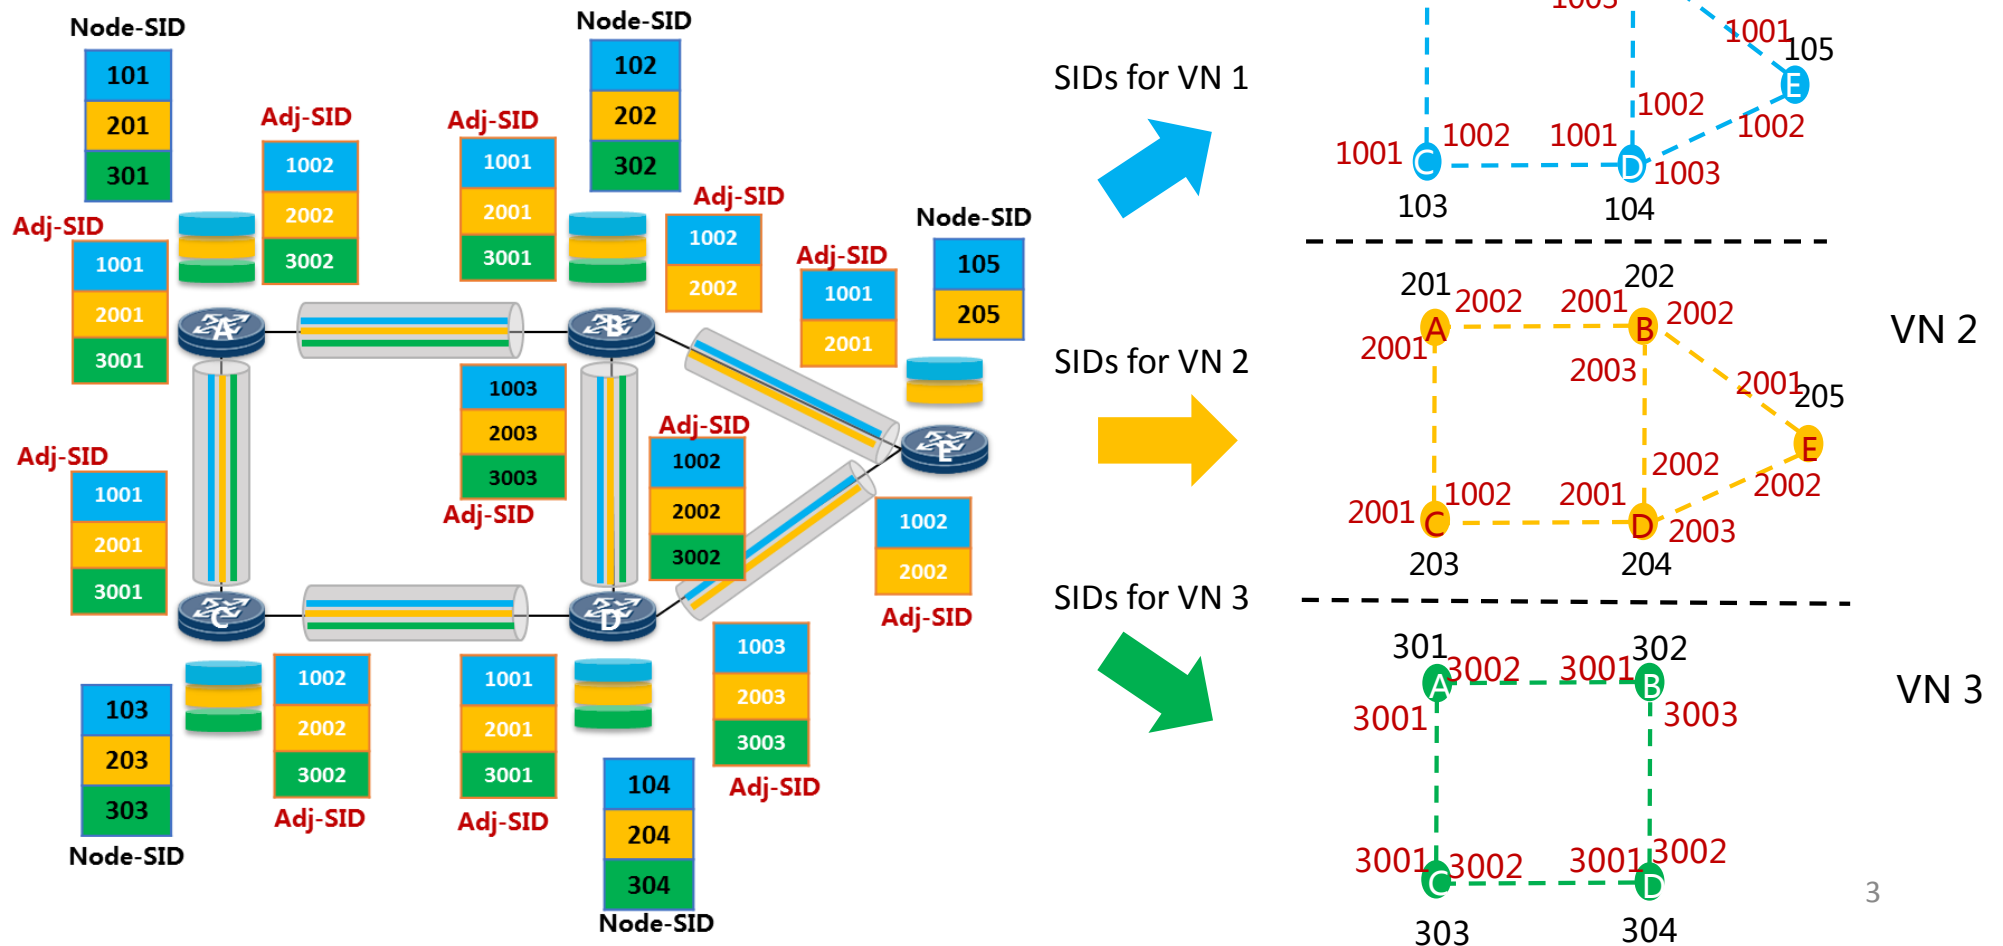 Node-SID
101
201
301
Adj-SID
1002
2002
3002
Adj-SID
1001
2001
3001
A
Node-SID
102
202
302
Adj-SID
1001
2001
3001
Adj-SID
1002
2002
B
1003
2003
3003
Adj-SID
Node-SID
105
205
Adj-SID
1001
2001
E
1002
2002
Adj-SID
Adj-SID
1002
2002
3002
Adj-SID
1001
2001
3001
C
103
203
303
Node-SID
1002
2002
3002
Adj-SID
1001
2001
3001
Adj-SID
D
1003
2003
3003
Adj-SID
104
204
304
Node-SID
SIDs for VN 1
SIDs for VN 2
SIDs for VN 3
1003
1001
105
E
1002
1002
1001 C 1002 1001 D 1003
103 104
201 202
2002 2001 2002
A B
2001 2003
2001
205
E
2002 2002
2001 C 1002 2001 D 2003
203 204
VN 2
301 302
A 3002 3001 B
3001 3003
3001 C 3002 3001 D 3002
303 304
VN 3
3